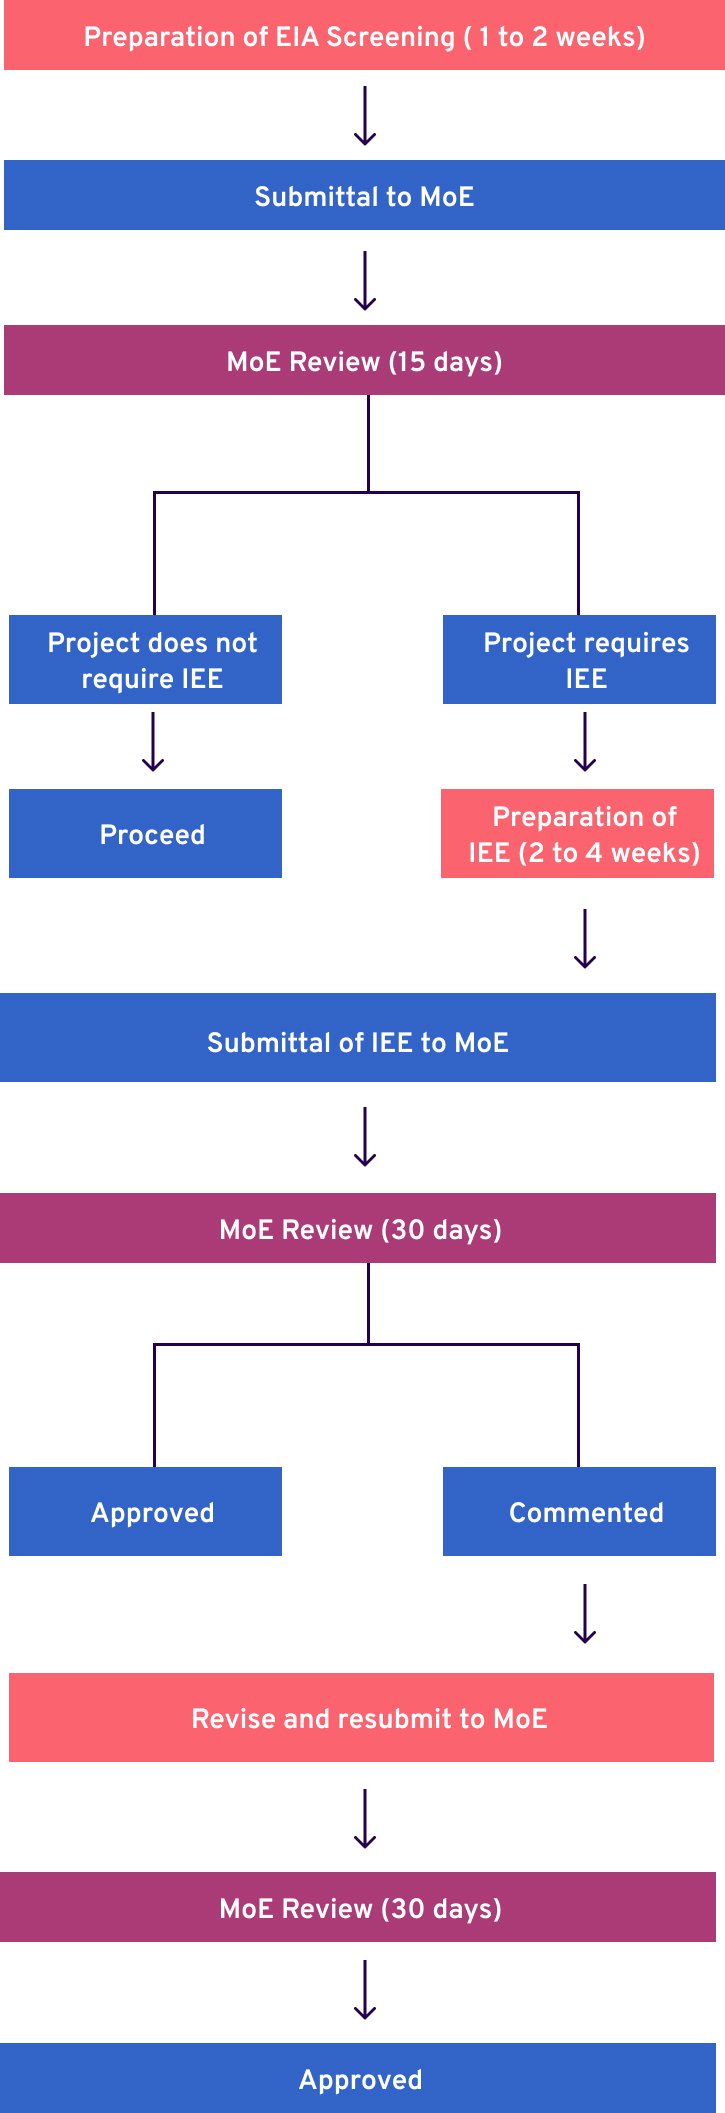 Preparation of EIA Screening ( 1 to 2 weeks)
Submittal to MoE
MoE Review (15 days)
Project does not
require IEE
Project requires
IEE
Proceed
Preparation of
IEE (2 to 4 weeks)
Submittal of IEE to MoE
MoE Review (30 days)
Approved
Commented
Revise and resubmit to MoE
MoE Review (30 days)
Approved